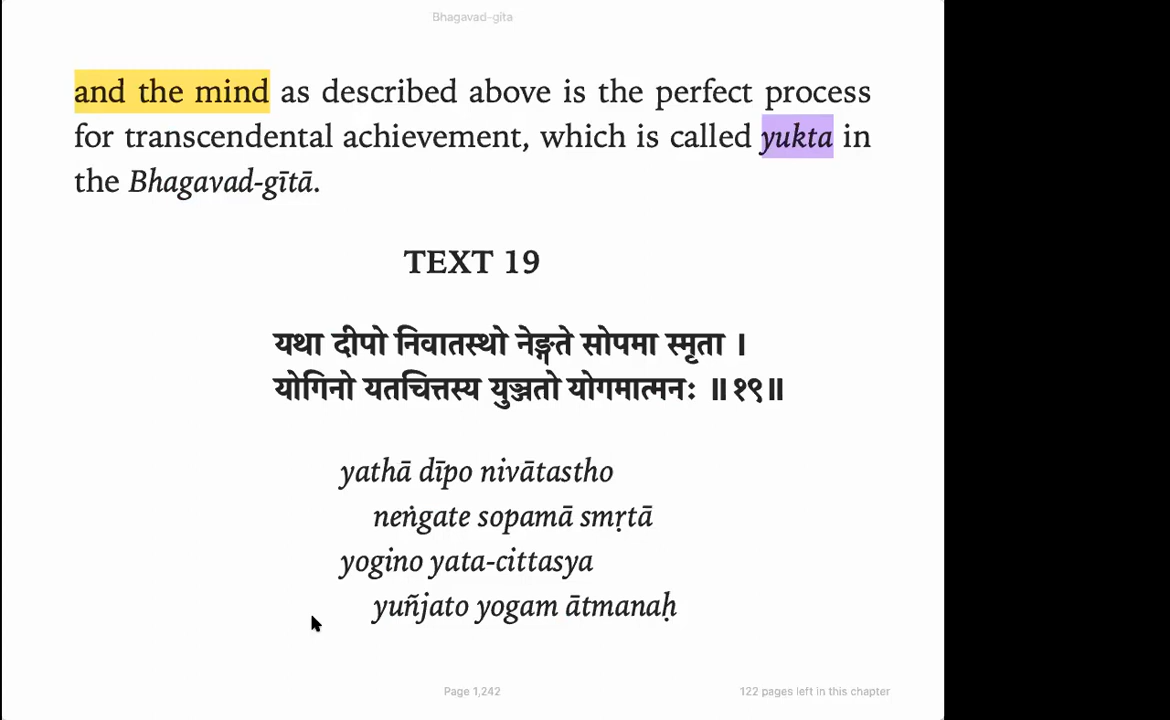 Bhagavad-gita
and the mind as described above is the perfect process
for transcendental achievement, which is called yukta in
the Bhagavad-gītā.
TEXT 19
यथा दीपो निवातस्थो नेङ्गते सोपमा स्मृता ।
योगिनो यतचित्तस्य युञ्जतो योगमात्मनः ॥१९॥
yathā dīpo nivātastho
neṅgate sopamā smṛtā
yogino yata-cittasya
yuñjato yogam ātmanaḥ
Page 1,242
122 pages left in this chapter